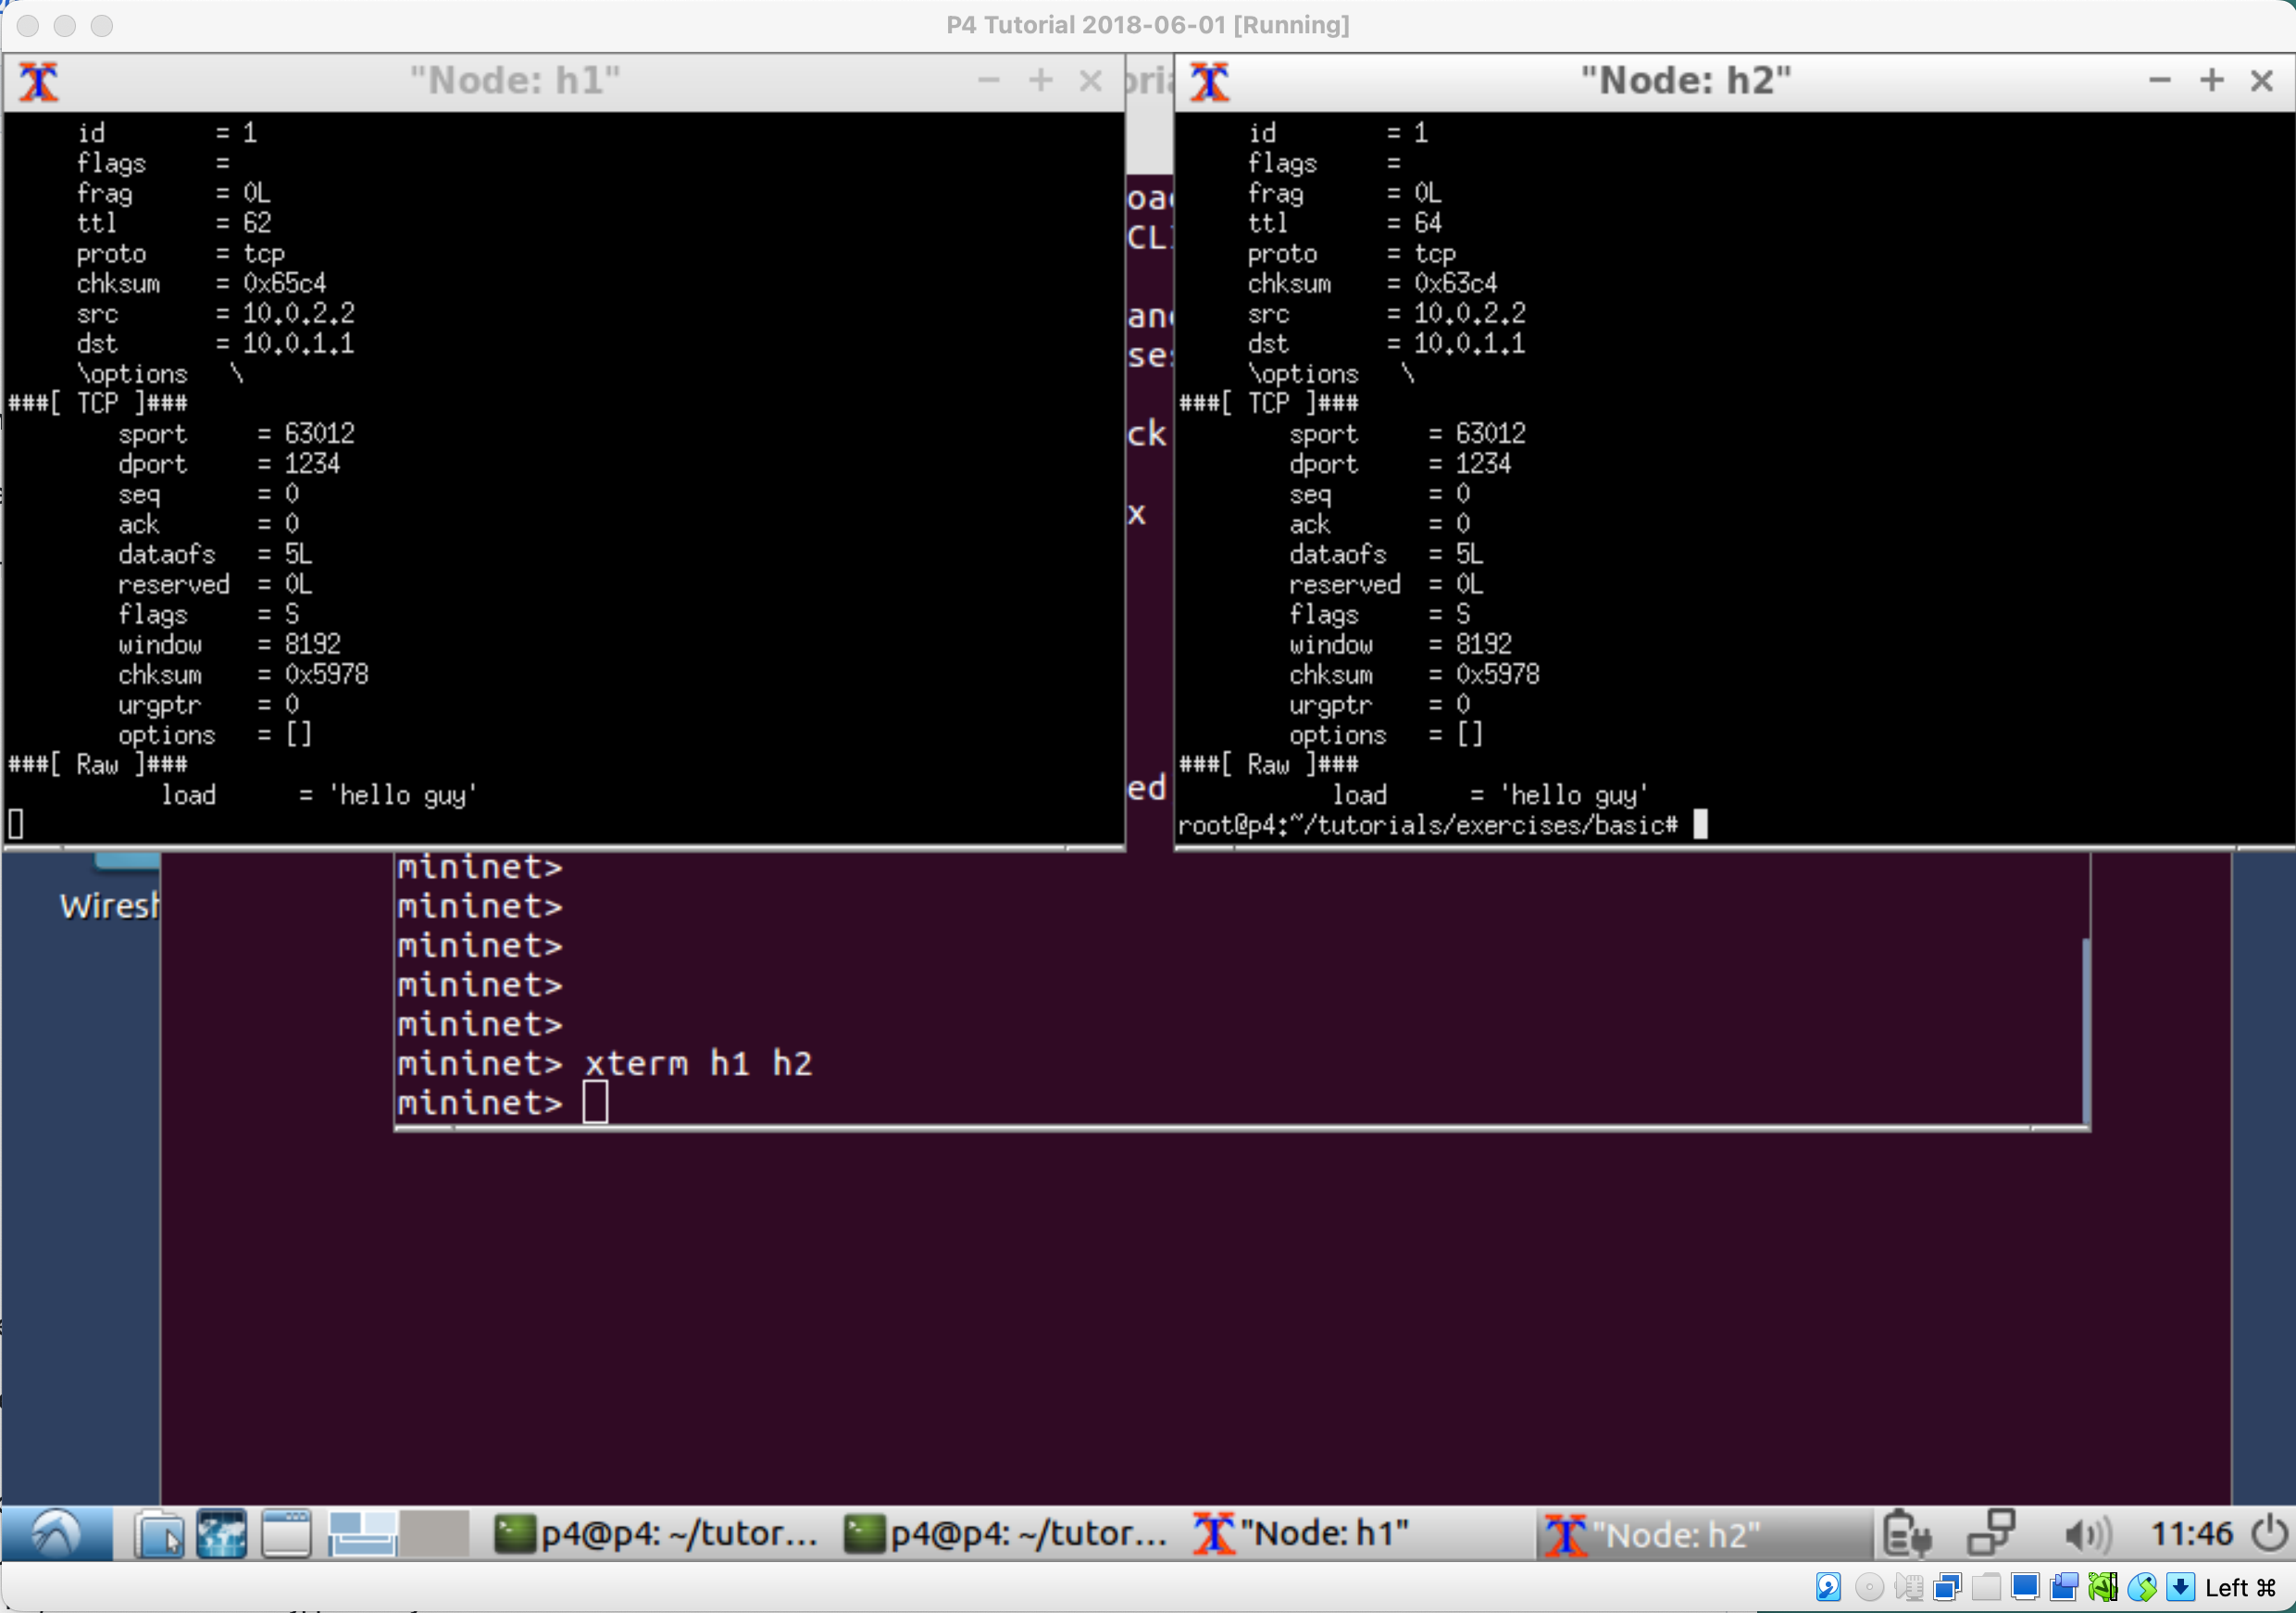 P4 Tutorial 2018-06-01 [Running]
"Node: h1"
id = 1
flags =
frag = 0L
ttl = 62
proto = tcp
chksum = 0x65c4
src = 10.0.2.2
dst = 10.0.1.1
\options \
###[ TCP ]###
sport = 63012
dport = 1234
seq = 0
ack = 0
dataofs = 5L
reserved = 0L
flags = S
window = 8192
chksum = 0x5978
urgptr = 0
options = []
###[ Raw ]###
load = 'hello guy'
oria
oa
CL
an
se
ck
x
ed
"Node: h2"
id = 1
flags =
frag = 0L
ttl = 64
proto = tcp
chksum = 0x63c4
src = 10.0.2.2
dst = 10.0.1.1
\options \
###[ TCP ]###
sport = 63012
dport = 1234
seq = 0
ack = 0
dataofs = 5L
reserved = 0L
flags = S
window = 8192
chksum = 0x5978
urgptr = 0
options = []
###[ Raw ]###
load = 'hello guy'
root@p4:~/tutorials/exercises/basic#
Wiresh
mininet>
mininet>
mininet>
mininet>
mininet>
mininet> xterm h1 h2
mininet>
p4@p4: ~/tutor...
p4@p4: ~/tutor...
"Node: h1"
"Node: h2"
11:46
Left ⌘